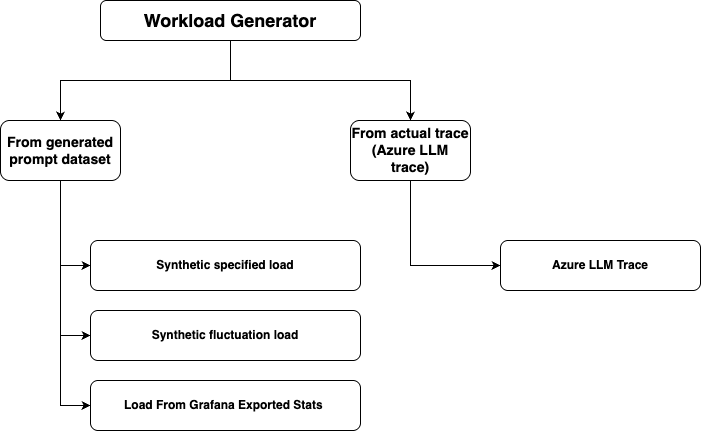 Workload Generator
From generated
prompt dataset
From actual trace
(Azure LLM
trace)
Synthetic specified load
Azure LLM Trace
Synthetic fluctuation load
Load From Grafana Exported Stats